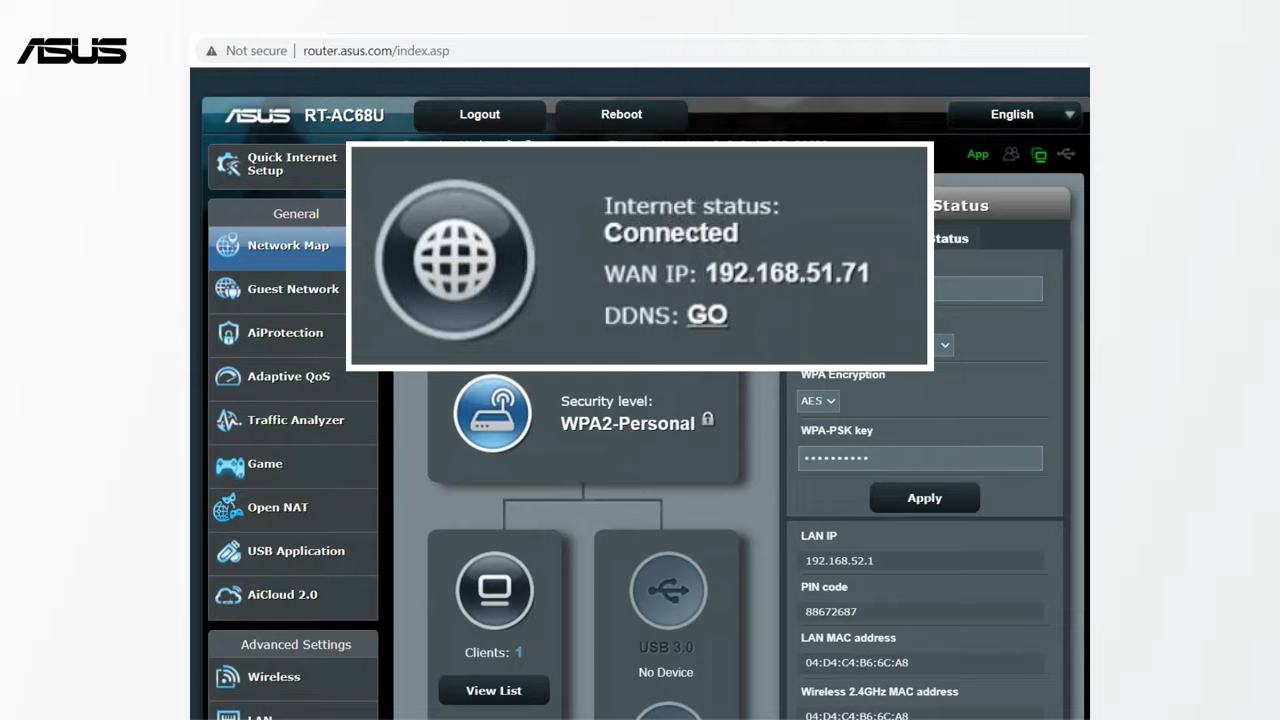 ASUS
Not secure | router.asus.com/index.asp
ASUS RT-AC68U
Logout
Reboot
English
App
Quick Internet
Setup
General
Network Map
Guest Network
AiProtection
Adaptive QoS
Traffic Analyzer
Game
Open NAT
USB Application
AiCloud 2.0
Advanced Settings
Wireless
LAN
Internet status:
Connected
WAN IP: 192.168.51.71
DDNS: GO
Security level:
WPA2-Personal
Clients: 1
View List
USB 3.0
No Device
Status
Status
WPA Encryption
AES
WPA-PSK key
••••••••••
Apply
LAN IP
192.168.52.1
PIN code
88672687
LAN MAC address
04:D4:C4:B6:6C:A8
Wireless 2.4GHz MAC address
04:D4:C4:B6:6C:A8